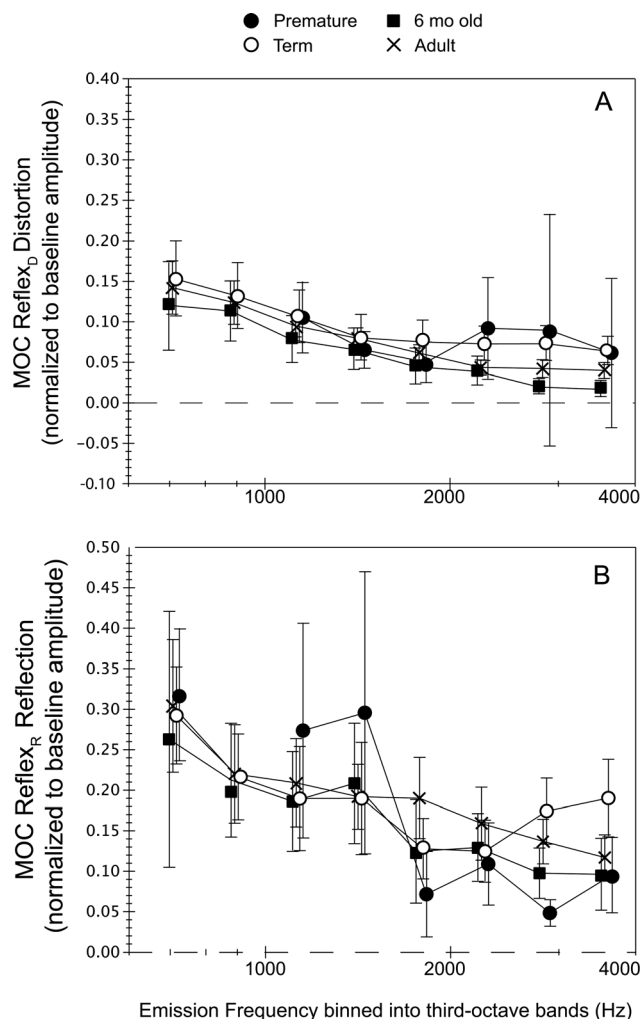 Premature 6 mo old
Term Adult
A
MOC Reflex_D Distortion
(normalized to baseline amplitude)
0.40
0.35
0.30
0.25
0.20
0.15
0.10
0.05
0.00
-0.05
-0.10
1000 2000 4000
B
MOC Reflex_R Reflection
(normalized to baseline amplitude)
0.50
0.45
0.40
0.35
0.30
0.25
0.20
0.15
0.10
0.05
0.00
1000 2000 4000
Emission Frequency binned into third-octave bands (Hz)